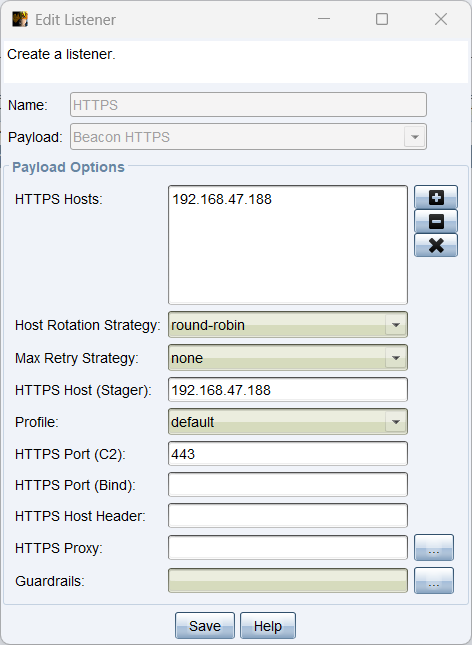 Edit Listener
Create a listener.
Name: HTTPS
Payload: Beacon HTTPS
Payload Options
HTTPS Hosts: 192.168.47.188
Host Rotation Strategy: round-robin
Max Retry Strategy: none
HTTPS Host (Stager): 192.168.47.188
Profile: default
HTTPS Port (C2): 443
HTTPS Port (Bind):
HTTPS Host Header:
HTTPS Proxy: ...
Guardrails: ...
Save Help